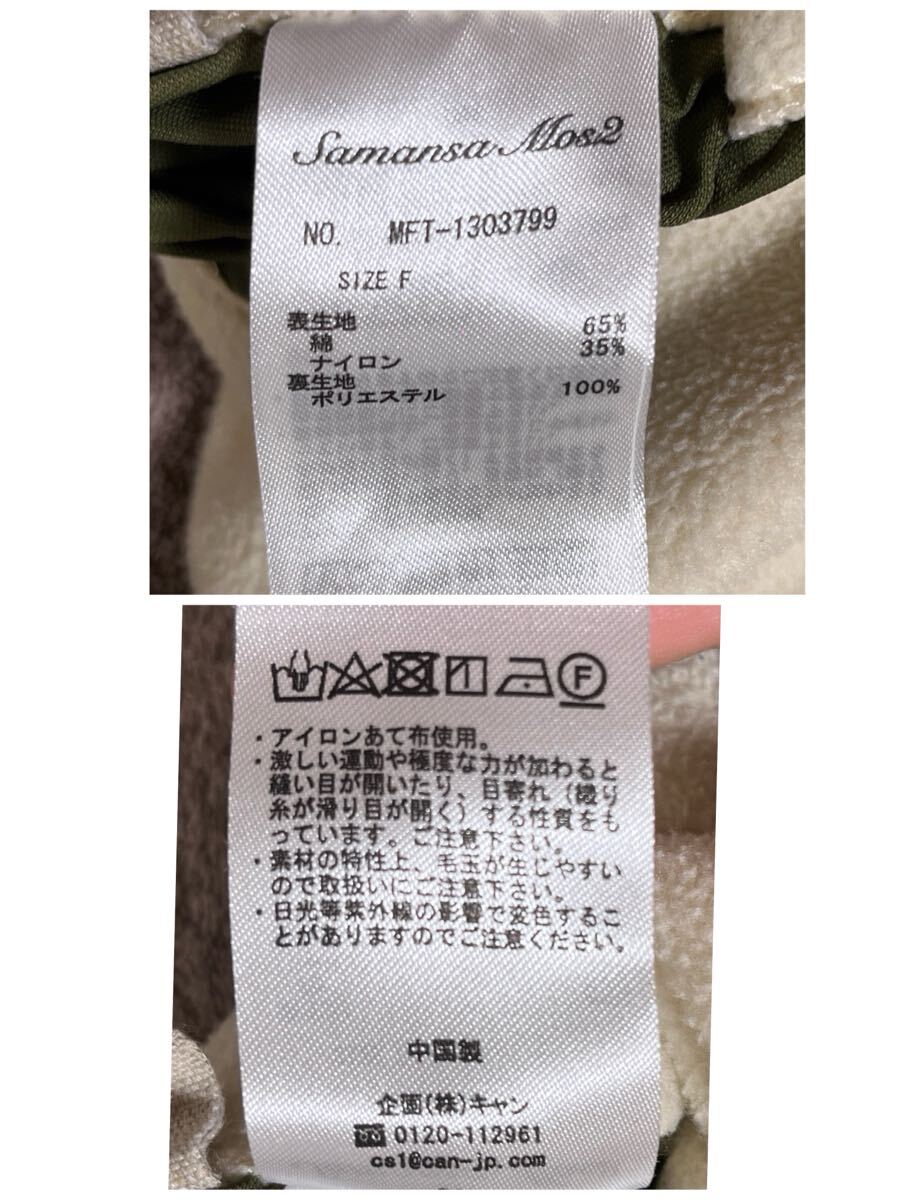 Samansa Mos2
NO. MFT-1303799
SIZE F
表生地 65%
綿 35%
ナイロン
裏生地 100%
ポリエステル
F
・アイロンあて布使用。
・激しい運動や極度な力が加わると
縫い目が開いたり、目寄れ(縫り
糸が滑り目が開く)する性質をも
っています。ご注意下さい。
・素材の特性上、毛玉が生じやすい
ので取扱いにご注意下さい。
・日光等紫外線の影響で変色するこ
とがありますのでご注意ください。
中国製
企画(株)キャン
0120-112961
cs1@can-jp.com